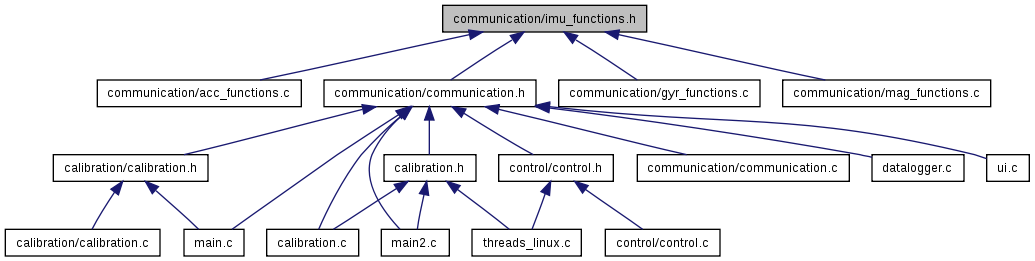 communication/imu_functions.h
communication/acc_functions.c
communication/communication.h
communication/gyr_functions.c
communication/mag_functions.c
calibration/calibration.h
calibration.h
control/control.h
communication/communication.c
datalogger.c
ui.c
calibration/calibration.c
main.c
calibration.c
main2.c
threads_linux.c
control/control.c